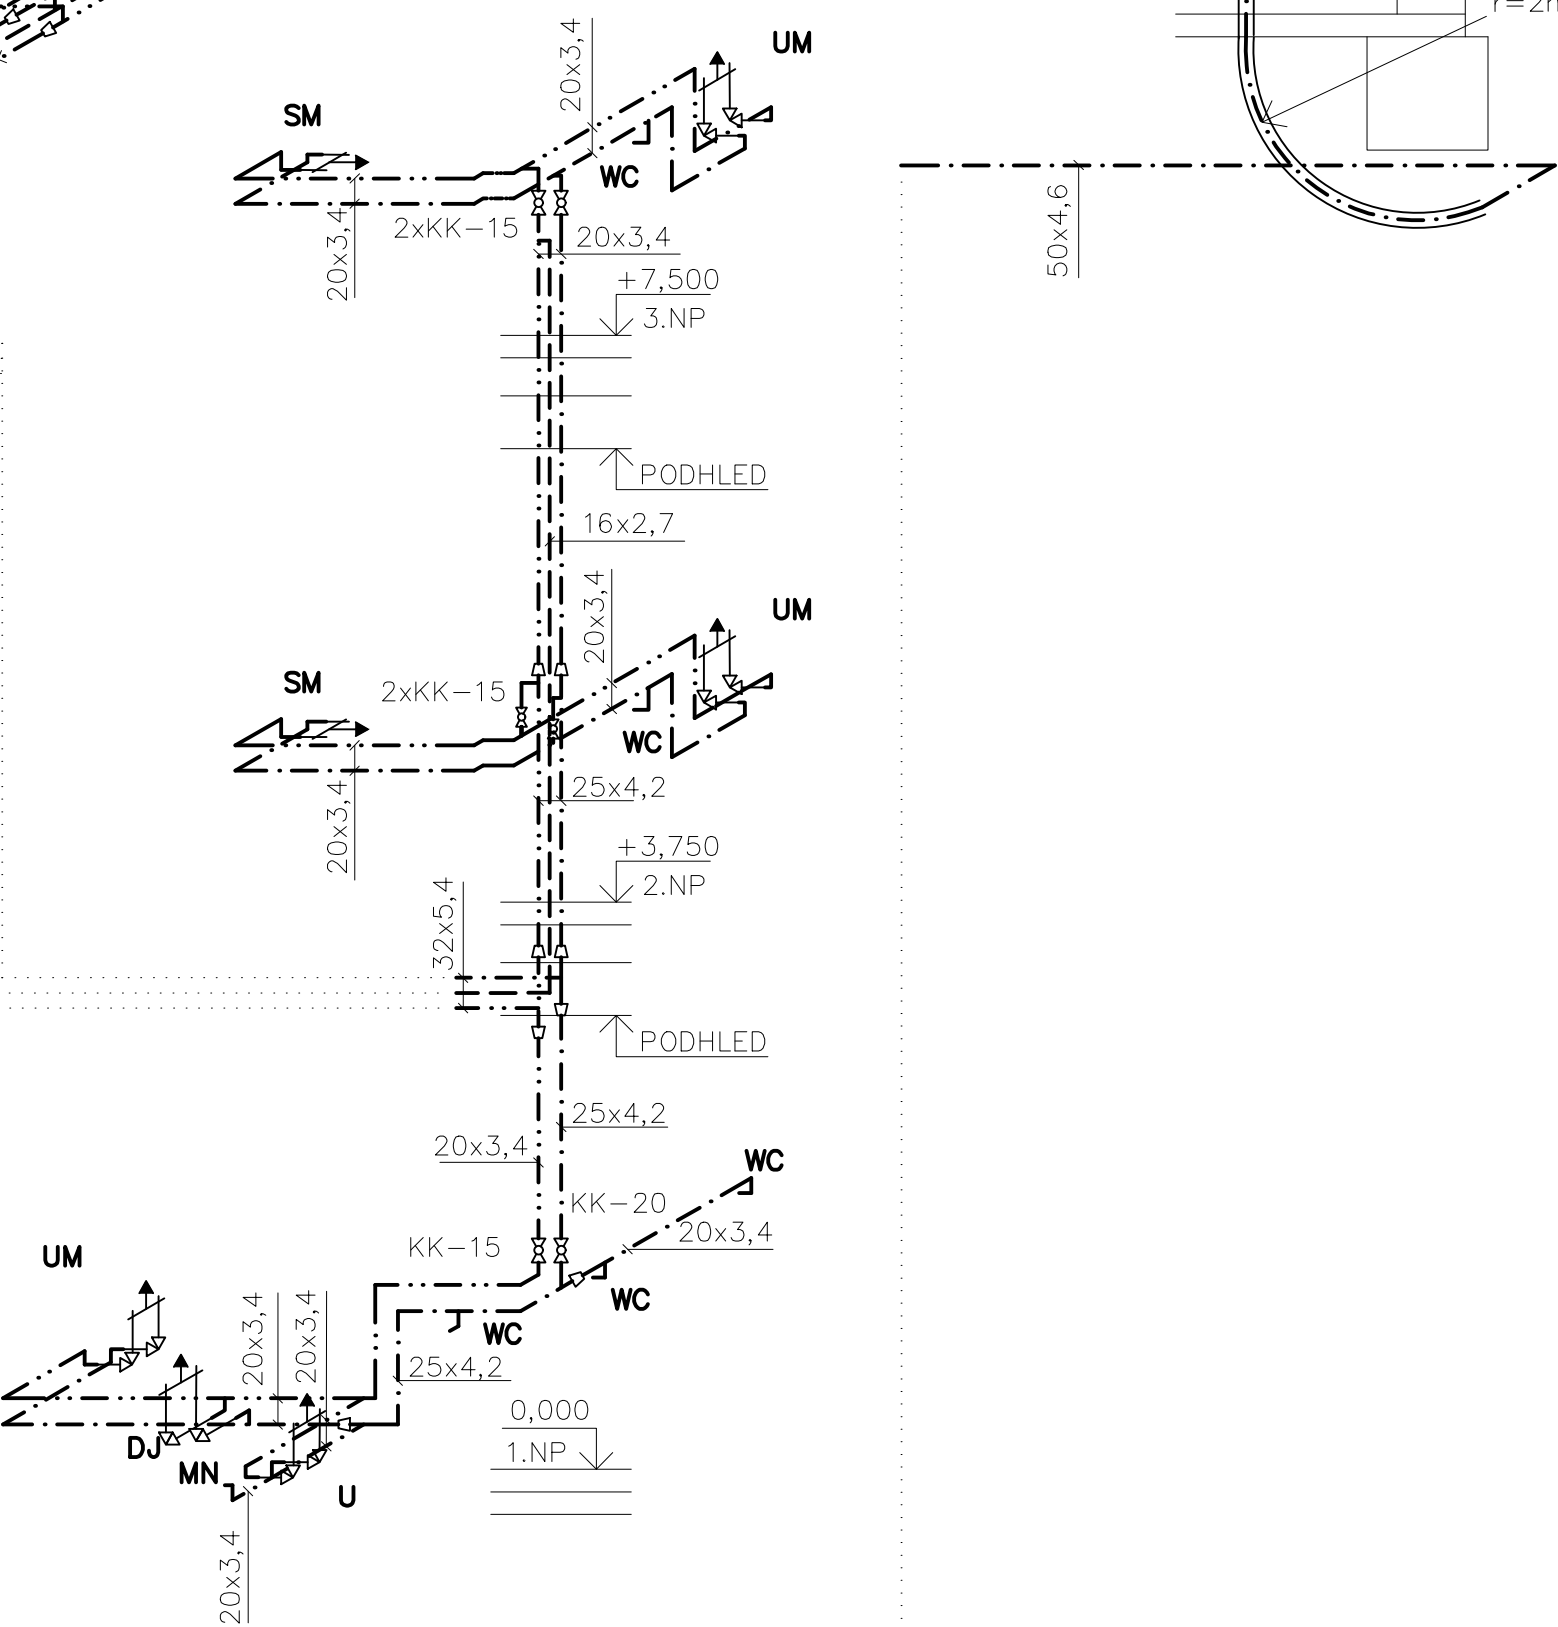 r=2
20x3,4
UM
SM
WC
20x3,4
2xKK-15
20x3,4
50x4,6
+7,500
3.NP
PODHLED
16x2,7
20x3,4
UM
SM
2xKK-15
WC
20x3,4
25x4,2
+3,750
2.NP
32x5,4
PODHLED
25x4,2
20x3,4
WC
KK-20
20x3,4
KK-15
UM
WC
WC
20x3,4
20x3,4
25x4,2
0,000
1.NP
DJ
MN
U
20x3,4